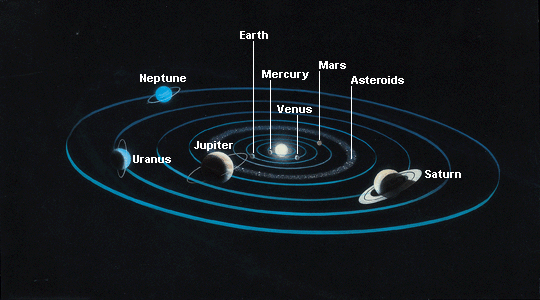 Earth
Mars
Mercury
Neptune
Asteroids
Venus
Jupiter
Uranus
Saturn